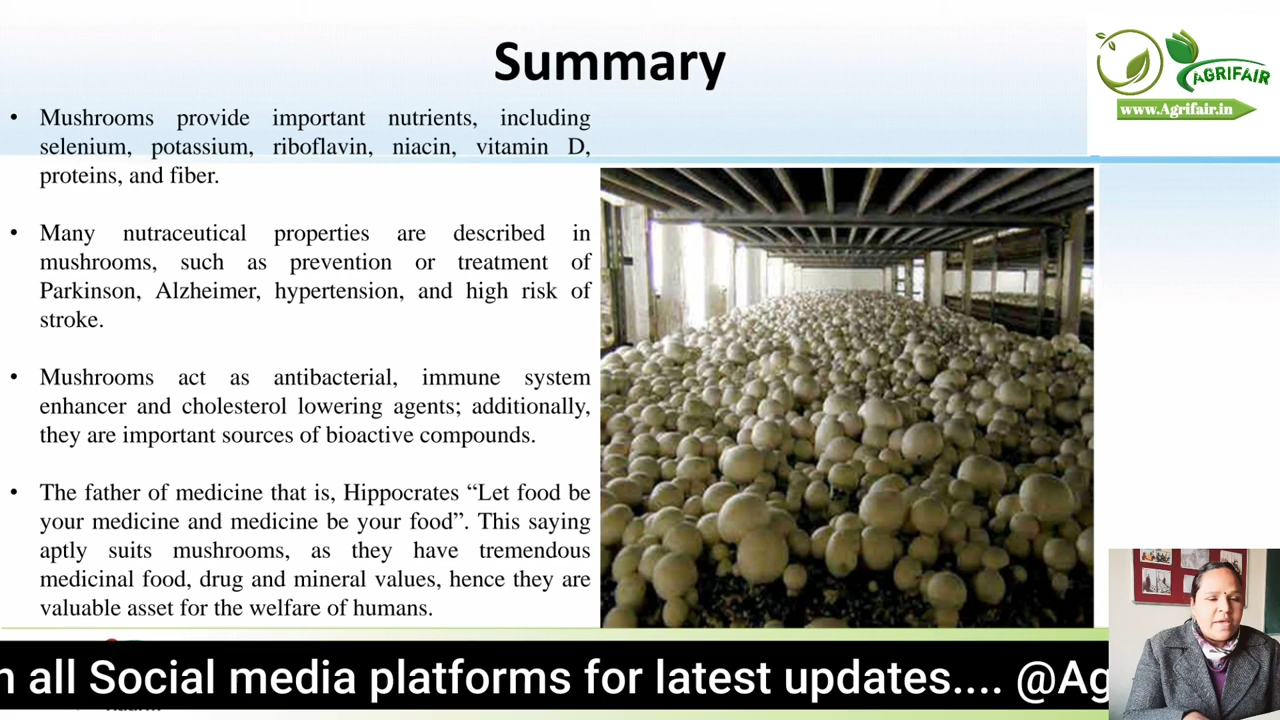 Summary
AGRIFAIR
www.Agrifair.in
• Mushrooms provide important nutrients, including
selenium, potassium, riboflavin, niacin, vitamin D,
proteins, and fiber.
• Many nutraceutical properties are described in
mushrooms, such as prevention or treatment of
Parkinson, Alzheimer, hypertension, and high risk of
stroke.
• Mushrooms act as antibacterial, immune system
enhancer and cholesterol lowering agents; additionally,
they are important sources of bioactive compounds.
• The father of medicine that is, Hippocrates “Let food be
your medicine and medicine be your food”. This saying
aptly suits mushrooms, as they have tremendous
medicinal food, drug and mineral values, hence they are
valuable asset for the welfare of humans.
all Social media platforms for latest updates.... @Ag